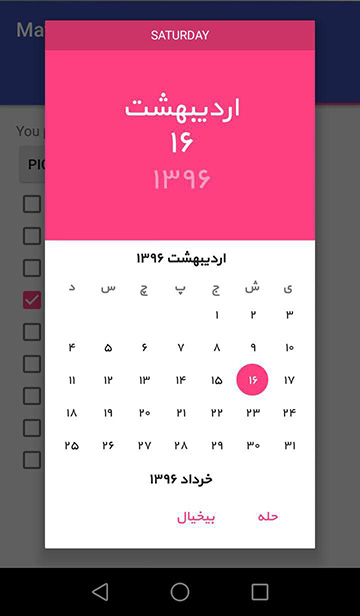 SATURDAY
اردیبهشت
۱۶
۱۳۹۶
You
اردیبهشت ۱۳۹۶
د س چ پ ج ش ی
۱ ۲ ۳
۴ ۵ ۶ ۷ ۸ ۹ ۱۰
۱۱ ۱۲ ۱۳ ۱۴ ۱۵ ۱۶ ۱۷
۱۸ ۱۹ ۲۰ ۲۱ ۲۲ ۲۳ ۲۴
۲۵ ۲۶ ۲۷ ۲۸ ۲۹ ۳۰ ۳۱
خرداد ۱۳۹۶
حله بیخیال